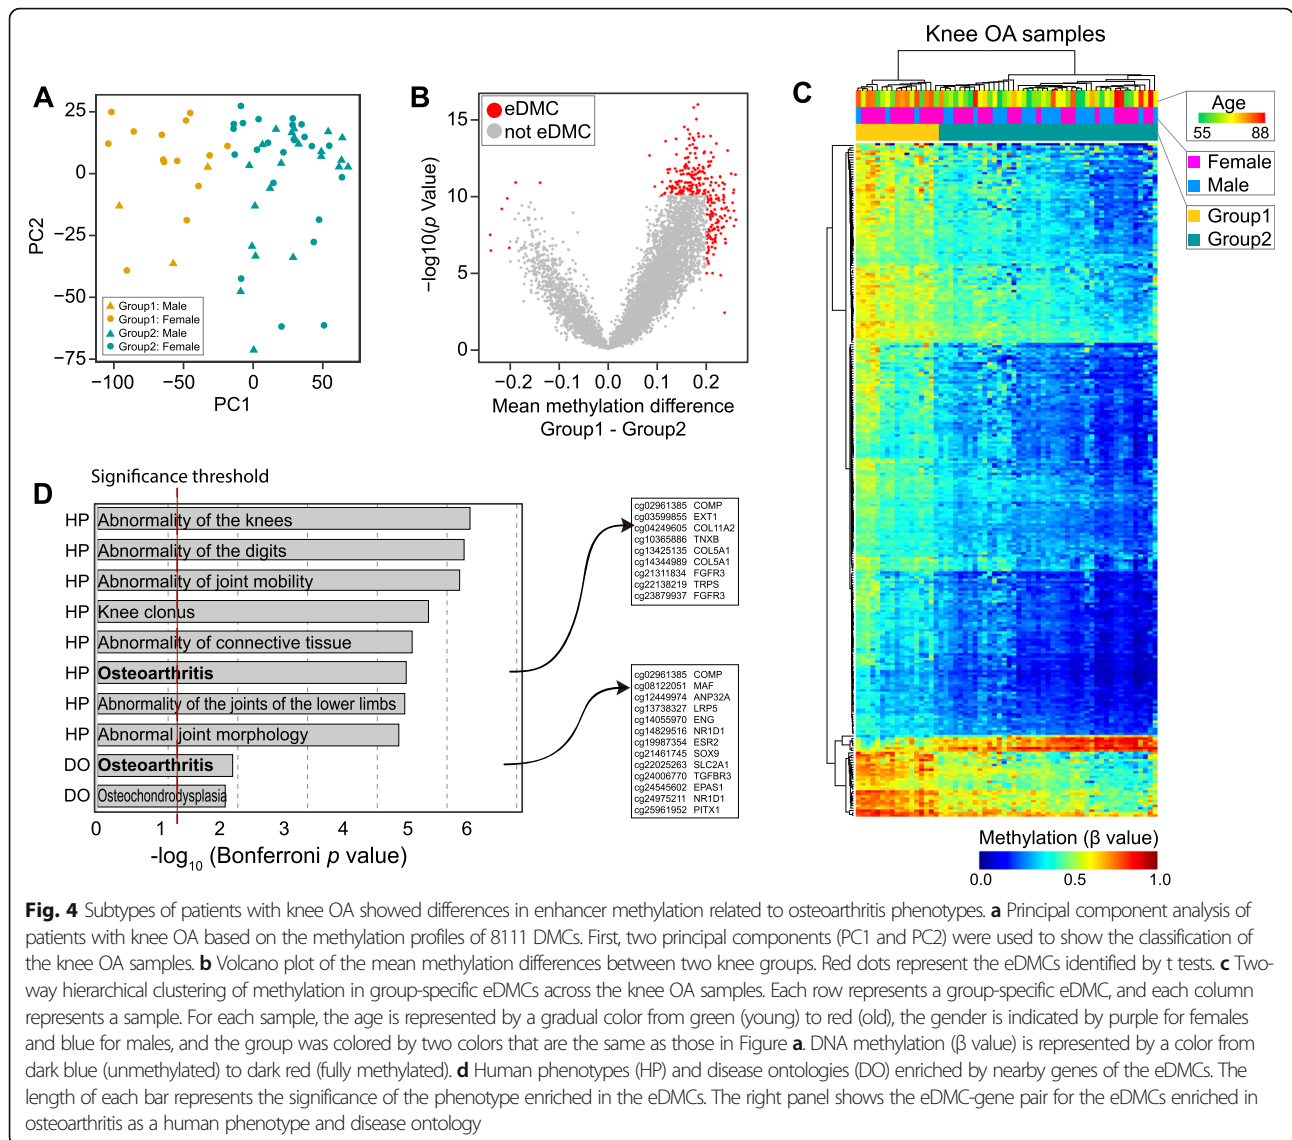 Knee OA samples
A
25
0
−25
−50
−75
PC2
Group1: Male
Group1: Female
Group2: Male
Group2: Female
−100
−50
0
50
PC1
B
eDMC
not eDMC
15
10
5
0
−log10(p Value)
−0.2
−0.1
0.0
0.1
0.2
Mean methylation difference
Group1 - Group2
C
Age
55
88
Female
Male
Group1
Group2
Methylation (β value)
0.0
0.5
1.0
D
Significance threshold
HP Abnormality of the knees
HP Abnormality of the digits
HP Abnormality of joint mobility
HP Knee clonus
HP Abnormality of connective tissue
HP Osteoarthritis
HP Abnormality of the joints of the lower limbs
HP Abnormal joint morphology
DO Osteoarthritis
DO Osteochondrodysplasia
0 1 2 3 4 5 6
-log10 (Bonferroni p value)
cg02961385 COMP
cg03599855 EXT1
cg04249605 COL11A2
cg10365886 TNXB
cg13425135 COL5A1
cg14344989 COL5A1
cg21311834 FGFR3
cg22138219 TRPS
cg23879937 FGFR3
cg02961385 COMP
cg08122051 MAF
cg12449974 ANP32A
cg13738327 LRP5
cg14055970 ENG
cg14829516 NR1D1
cg19987354 ESR2
cg21461745 SOX9
cg22025263 SLC2A1
cg24006770 TGFBR3
cg24545602 EPAS1
cg24975211 NR1D1
cg25961952 PITX1
Fig. 4 Subtypes of patients with knee OA showed differences in enhancer methylation related to osteoarthritis phenotypes. a Principal component analysis of
patients with knee OA based on the methylation profiles of 8111 DMCs. First, two principal components (PC1 and PC2) were used to show the classification of
the knee OA samples. b Volcano plot of the mean methylation differences between two knee groups. Red dots represent the eDMCs identified by t tests. c Two-
way hierarchical clustering of methylation in group-specific eDMCs across the knee OA samples. Each row represents a group-specific eDMC, and each column
represents a sample. For each sample, the age is represented by a gradual color from green (young) to red (old), the gender is indicated by purple for females
and blue for males, and the group was colored by two colors that are the same as those in Figure a. DNA methylation (β value) is represented by a color from
dark blue (unmethylated) to dark red (fully methylated). d Human phenotypes (HP) and disease ontologies (DO) enriched by nearby genes of the eDMCs. The
length of each bar represents the significance of the phenotype enriched in the eDMCs. The right panel shows the eDMC-gene pair for the eDMCs enriched in
osteoarthritis as a human phenotype and disease ontology